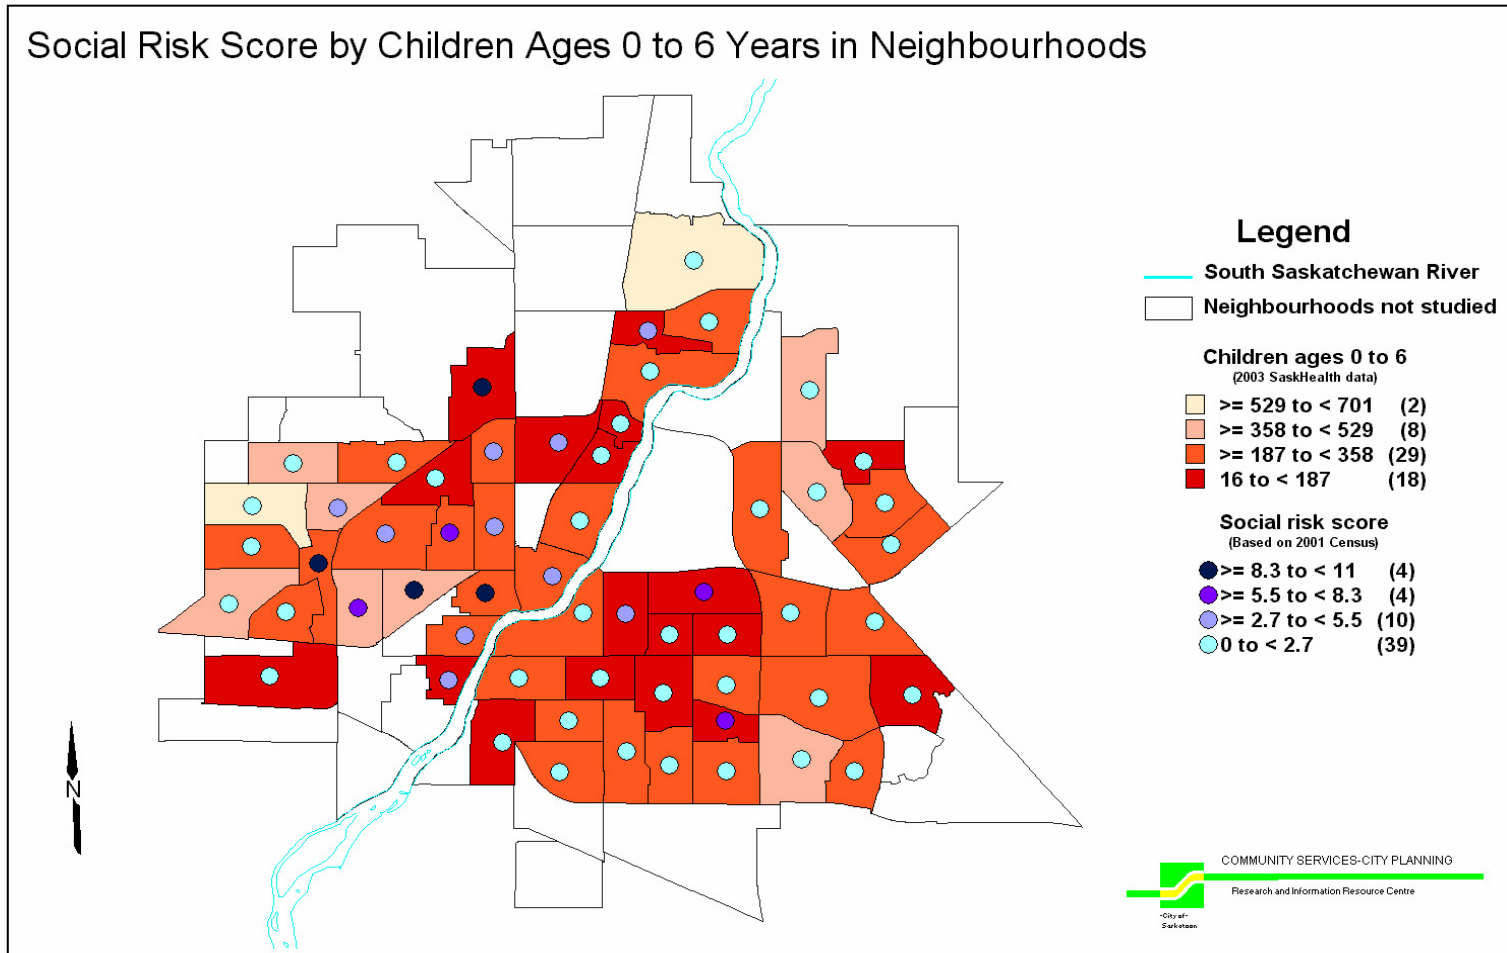 Social Risk Score by Children Ages 0 to 6 Years in Neighbourhoods
Legend
South Saskatchewan River
Neighbourhoods not studied
Children ages 0 to 6
(2003 SaskHealth data)
>= 529 to < 701 (2)
>= 358 to < 529 (8)
>= 187 to < 358 (29)
16 to < 187 (18)
Social risk score
(Based on 2001 Census)
>= 8.3 to < 11 (4)
>= 5.5 to < 8.3 (4)
>= 2.7 to < 5.5 (10)
0 to < 2.7 (39)
N
COMMUNITY SERVICES-CITY PLANNING
Research and Information Resource Centre
-City of-
Saskatoon